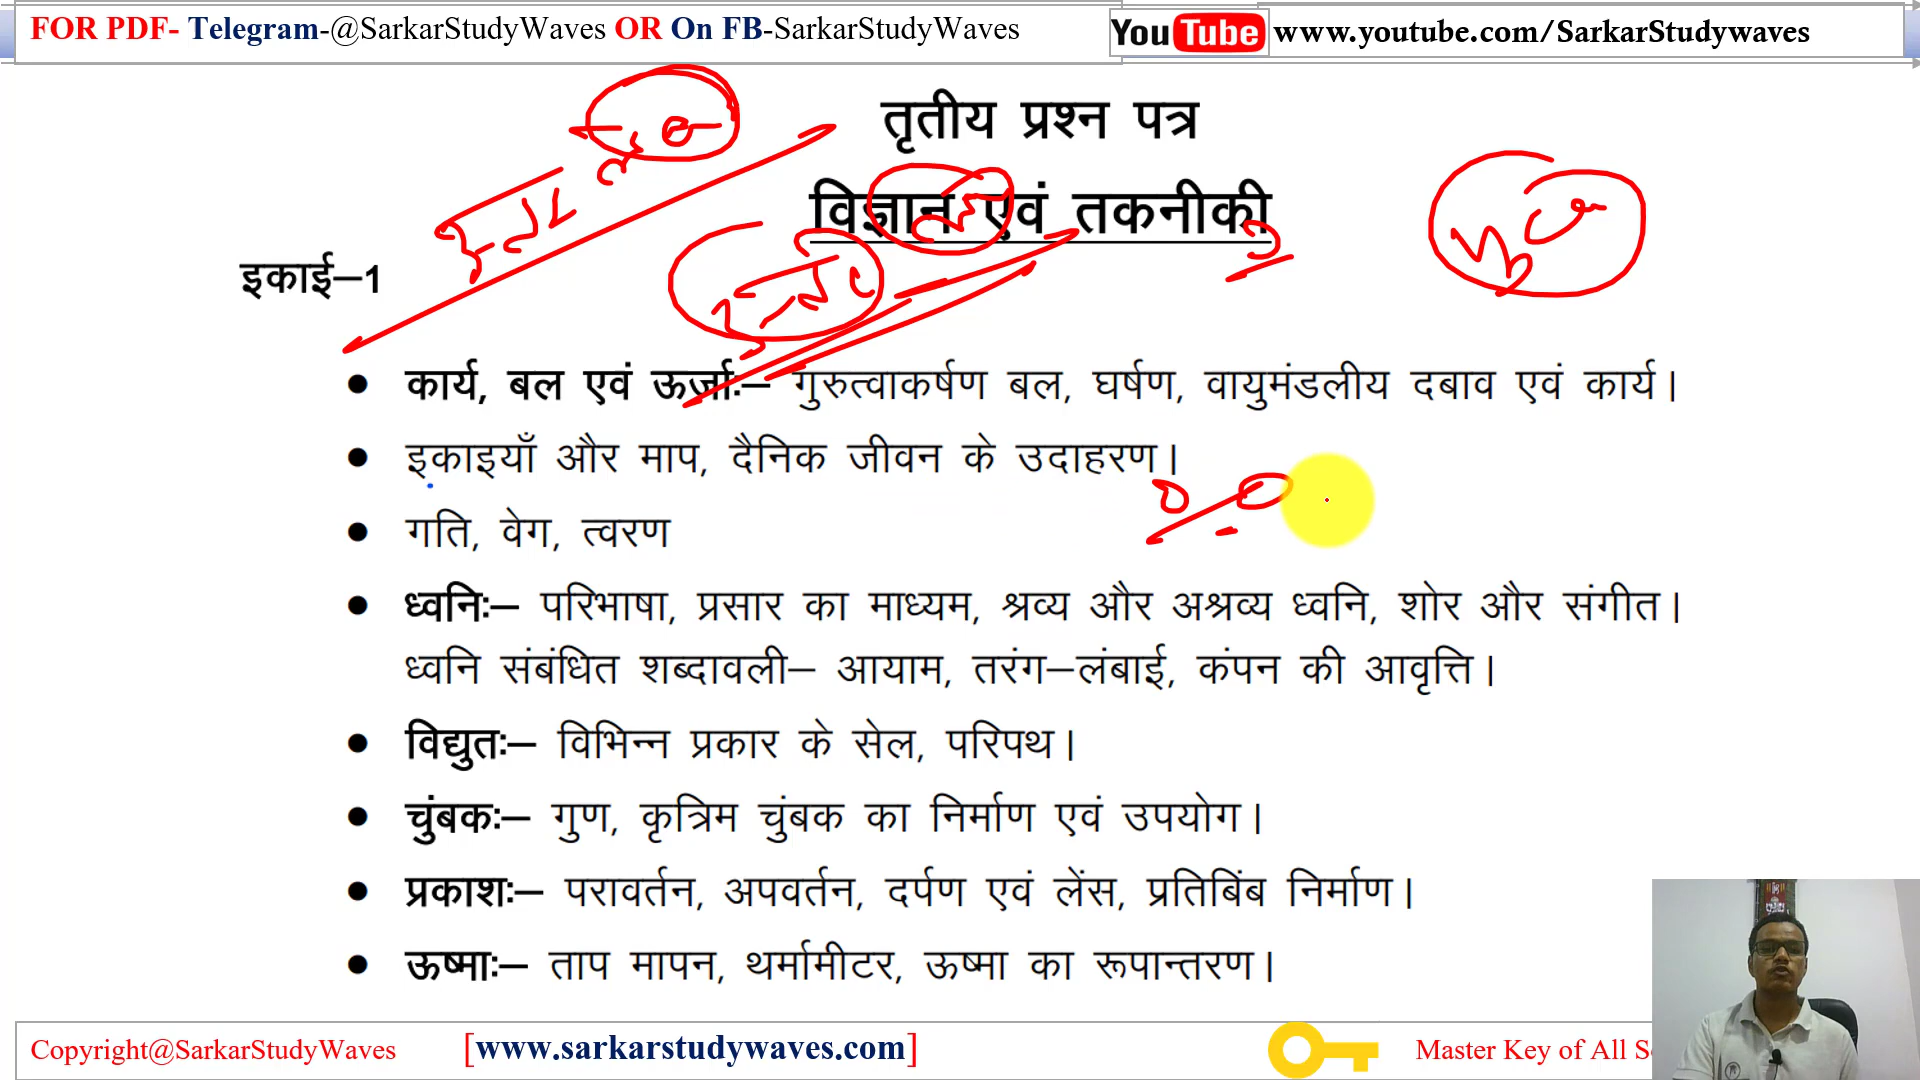 FOR PDF- Telegram-@SarkarStudyWaves OR On FB-SarkarStudyWaves
YouTube www.youtube.com/SarkarStudywaves
तृतीय प्रश्न पत्र
विज्ञान एवं तकनीकी
इकाई–1
● कार्य, बल एवं ऊर्जाः– गुरुत्वाकर्षण बल, घर्षण, वायुमंडलीय दबाव एवं कार्य।
● इकाइयाँ और माप, दैनिक जीवन के उदाहरण।
● गति, वेग, त्वरण
● ध्वनिः– परिभाषा, प्रसार का माध्यम, श्रव्य और अश्रव्य ध्वनि, शोर और संगीत।
ध्वनि संबंधित शब्दावली– आयाम, तरंग–लंबाई, कंपन की आवृत्ति।
● विद्युतः– विभिन्न प्रकार के सेल, परिपथ।
● चुंबकः– गुण, कृत्रिम चुंबक का निर्माण एवं उपयोग।
● प्रकाशः– परावर्तन, अपवर्तन, दर्पण एवं लेंस, प्रतिबिंब निर्माण।
● ऊष्माः– ताप मापन, थर्मामीटर, ऊष्मा का रूपान्तरण।
Copyright@SarkarStudyWaves [www.sarkarstudywaves.com] Master Key of All